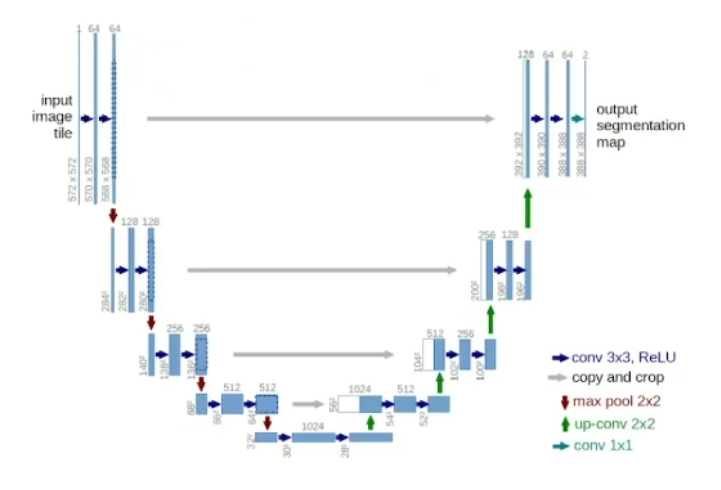 1 64 64
128 64 64 2
input
image
tile
output
segmentation
map
572 x 572
570 x 570
568 x 568
392 x 392
390 x 390
388 x 388
388 x 388
128 128
256 128
284²
282²
280²
200²
198²
196²
256 256
512 256
140²
138²
136²
104²
102²
100²
512 512
1024 512
68²
66²
64²
56²
54²
52²
1024
32²
30²
28²
conv 3x3, ReLU
copy and crop
max pool 2x2
up-conv 2x2
conv 1x1